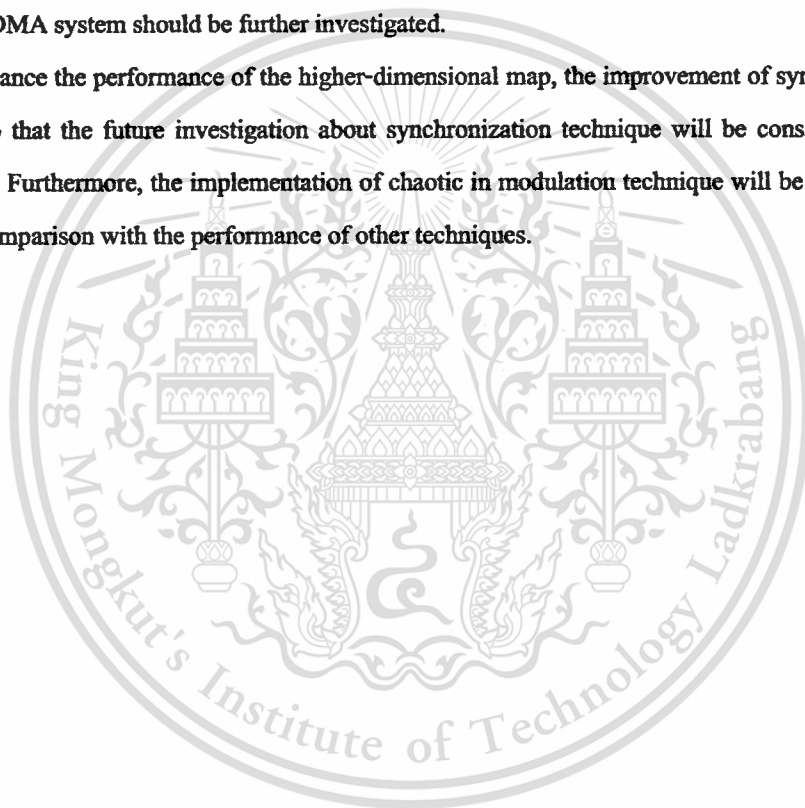 OMA system should be further investigated.
ance the performance of the higher-dimensional map, the improvement of syn
that the future investigation about synchronization technique will be cons
Furthermore, the implementation of chaotic in modulation technique will be
mparison with the performance of other techniques.
King Mongkut's Institute of Technology Ladkrabang